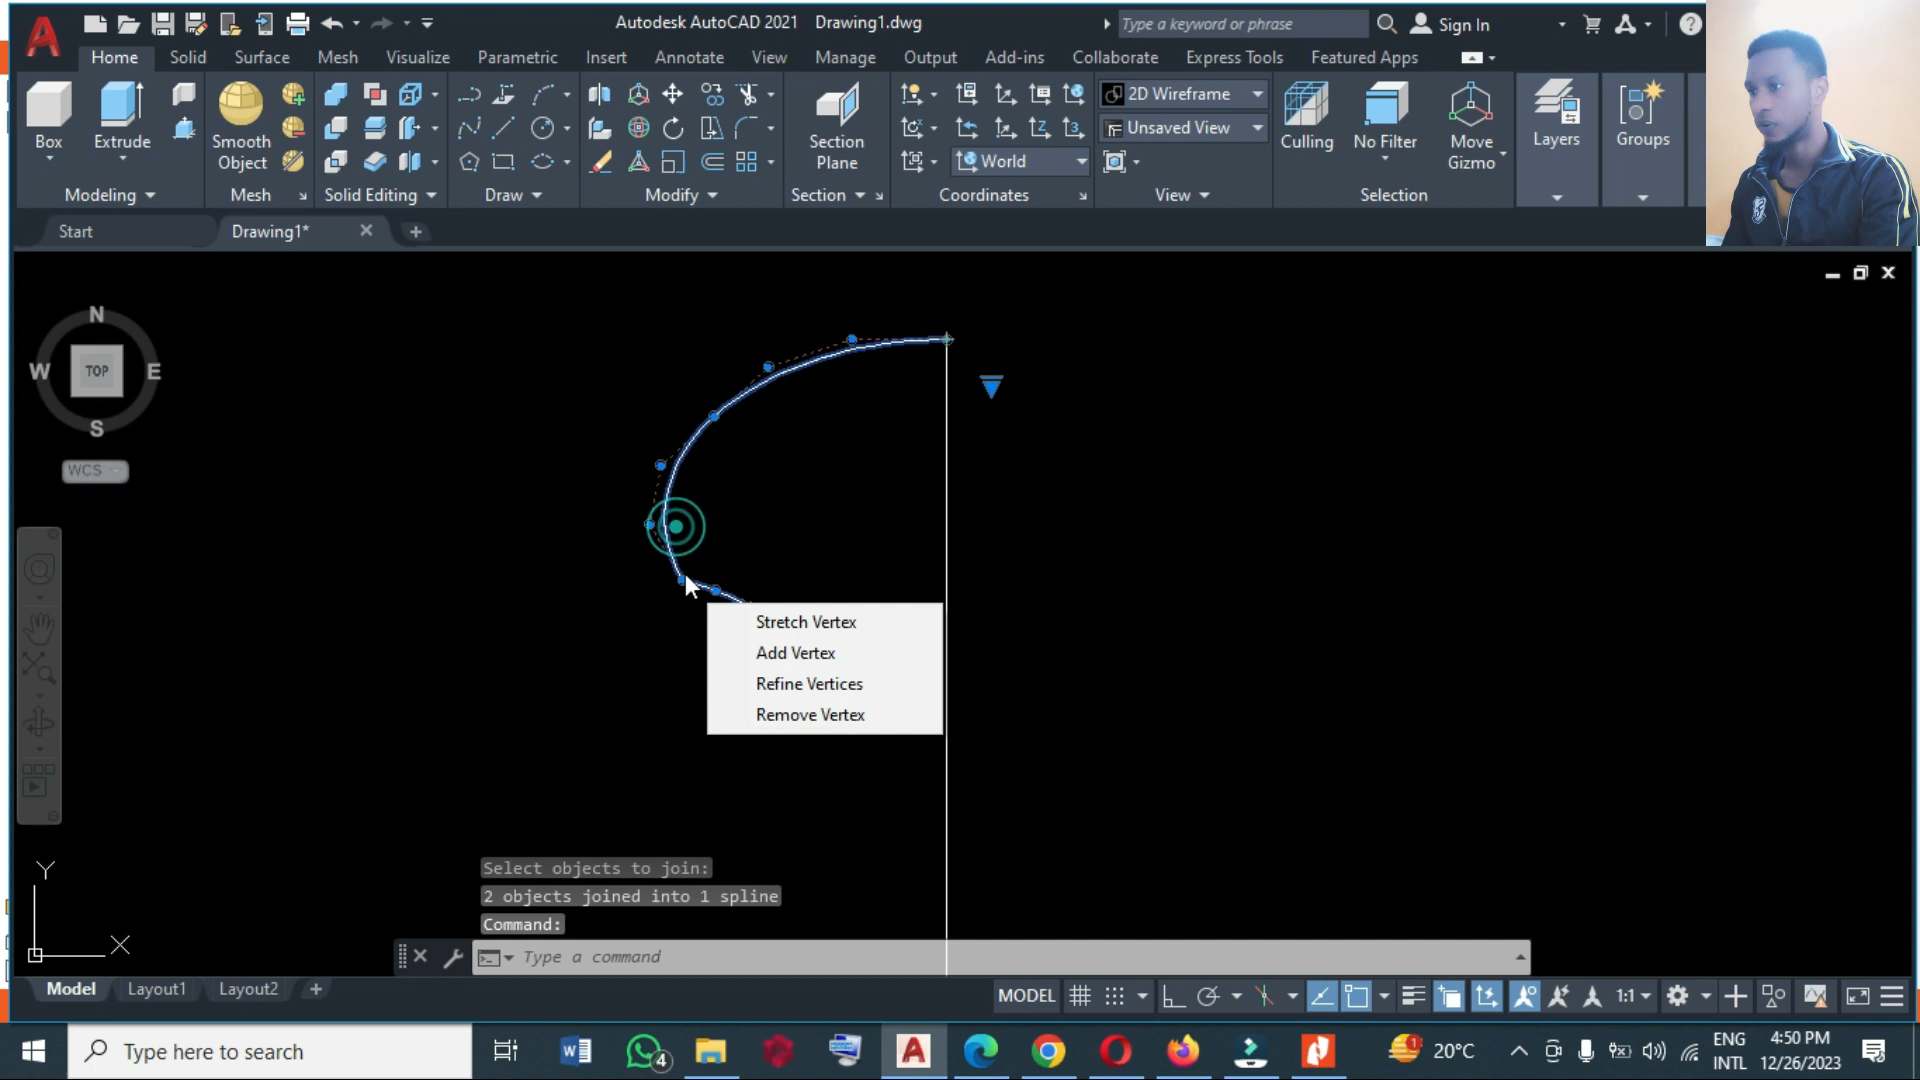 Autodesk AutoCAD 2021 Drawing1.dwg
Type a keyword or phrase
Sign In
Home Solid Surface Mesh Visualize Parametric Insert Annotate View Manage Output Add-ins Collaborate Express Tools Featured Apps
2D Wireframe
Unsaved View
World
Box Extrude
Smooth
Object
Section
Plane
Culling No Filter
Move
Gizmo
Layers
Groups
Modeling Mesh Solid Editing Draw Modify Section Coordinates View Selection
Start Drawing1*
N
W TOP E
S
WCS
Stretch Vertex
Add Vertex
Refine Vertices
Remove Vertex
Select objects to join:
2 objects joined into 1 spline
Command:
Type a command
Y
X
Model Layout1 Layout2
MODEL 1:1
Type here to search
4
1
20°C
ENG
INTL
4:50 PM
12/26/2023